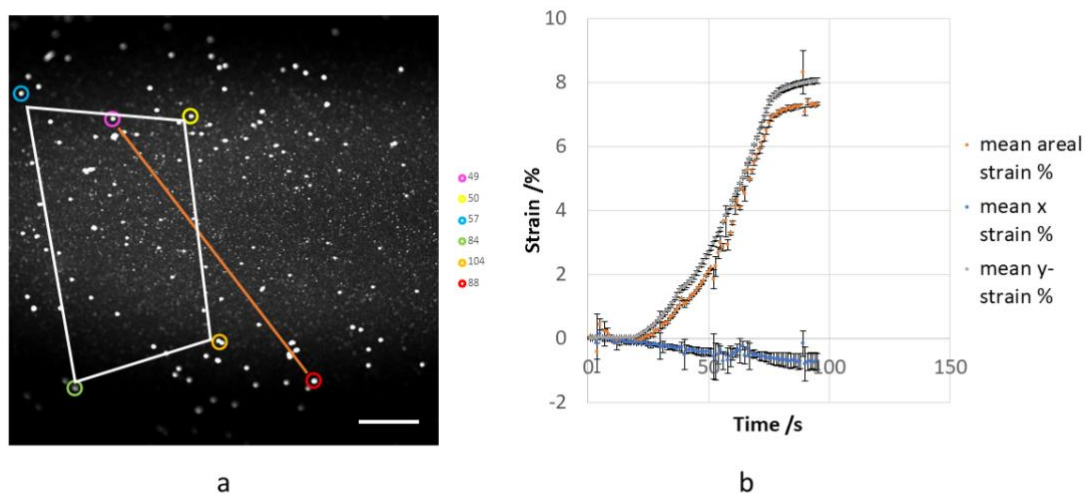 49
50
57
84
104
88
a
10
8
6
4
2
0
-2
Strain /%
0
50
100
150
Time /s
mean areal
strain %
mean x
strain %
mean y-
strain %
b